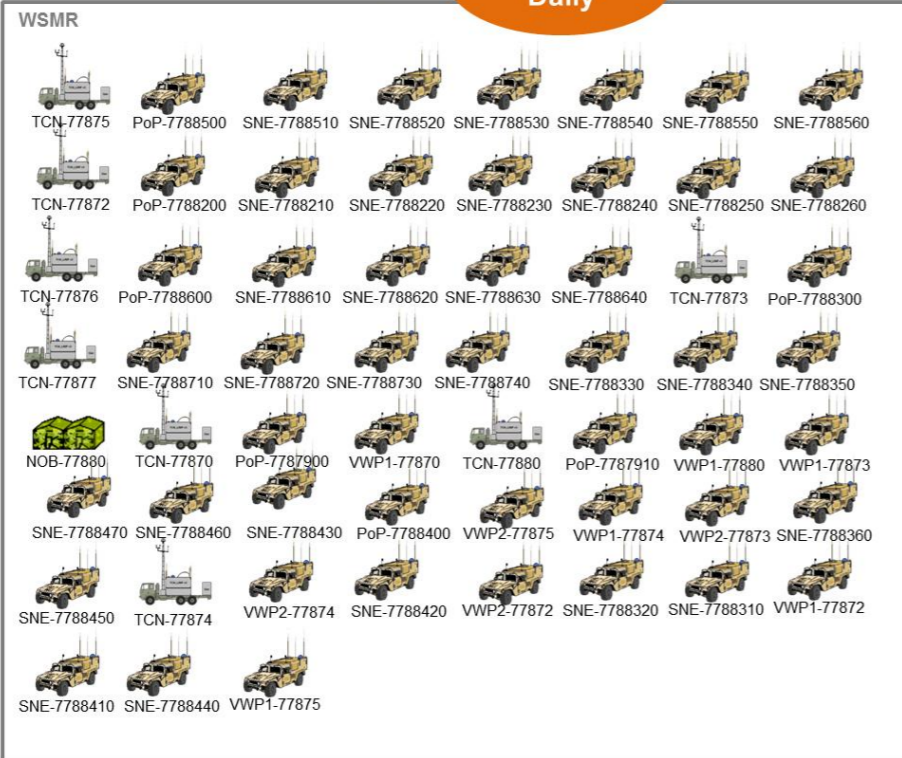 Daily
WSMR
TCN-77875 PoP-7788500 SNE-7788510 SNE-7788520 SNE-7788530 SNE-7788540 SNE-7788550 SNE-7788560
TCN-77872 PoP-7788200 SNE-7788210 SNE-7788220 SNE-7788230 SNE-7788240 SNE-7788250 SNE-7788260
TCN-77876 PoP-7788600 SNE-7788610 SNE-7788620 SNE-7788630 SNE-7788640 TCN-77873 PoP-7788300
TCN-77877 SNE-7788710 SNE-7788720 SNE-7788730 SNE-7788740 SNE-7788330 SNE-7788340 SNE-7788350
NOB-77880 TCN-77870 PoP-7787900 VWP1-77870 TCN-77880 PoP-7787910 VWP1-77880 VWP1-77873
SNE-7788470 SNE-7788460 SNE-7788430 PoP-7788400 VWP2-77875 VWP1-77874 VWP2-77873 SNE-7788360
SNE-7788450 TCN-77874 VWP2-77874 SNE-7788420 VWP2-77872 SNE-7788320 SNE-7788310 VWP1-77872
SNE-7788410 SNE-7788440 VWP1-77875